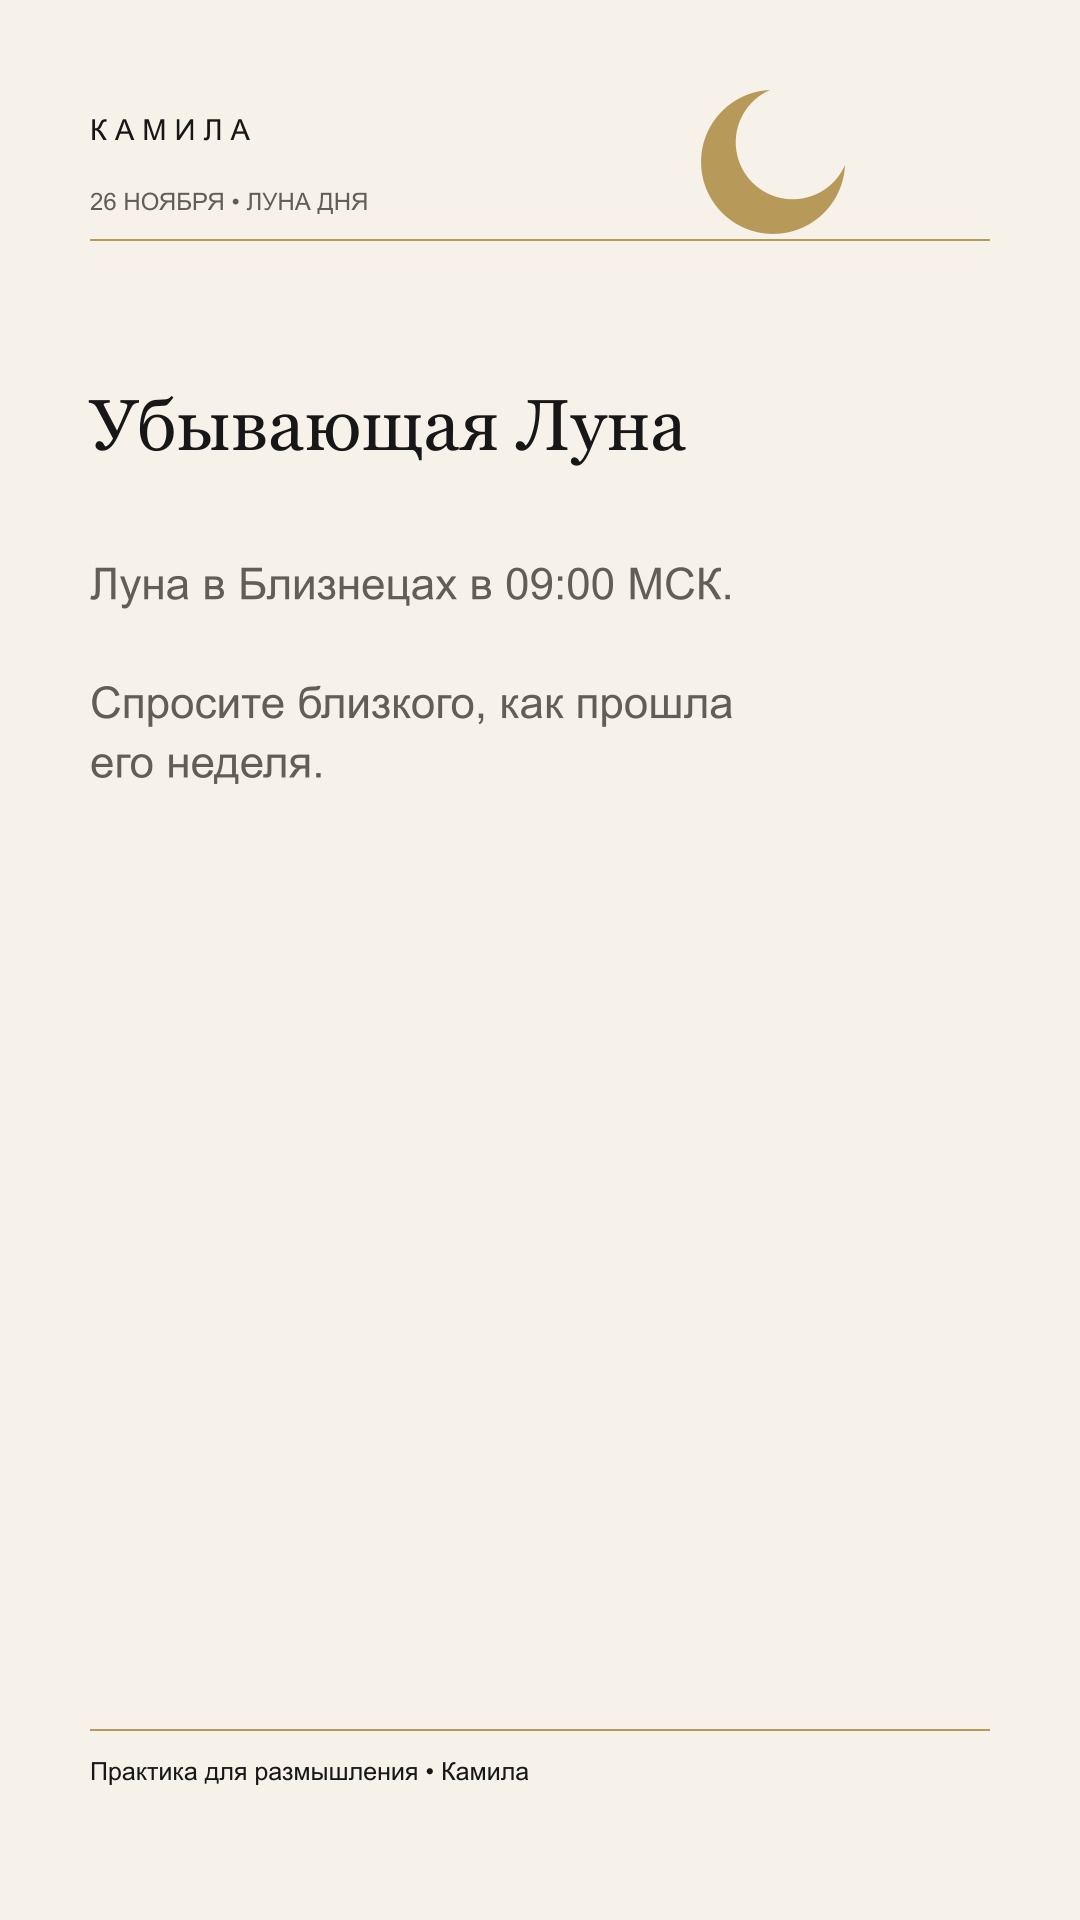 КАМИЛА
26 НОЯБРЯ • ЛУНА ДНЯ
Убывающая Луна
Луна в Близнецах в 09:00 МСК.
Спросите близкого, как прошла
его неделя.
Практика для размышления • Камила